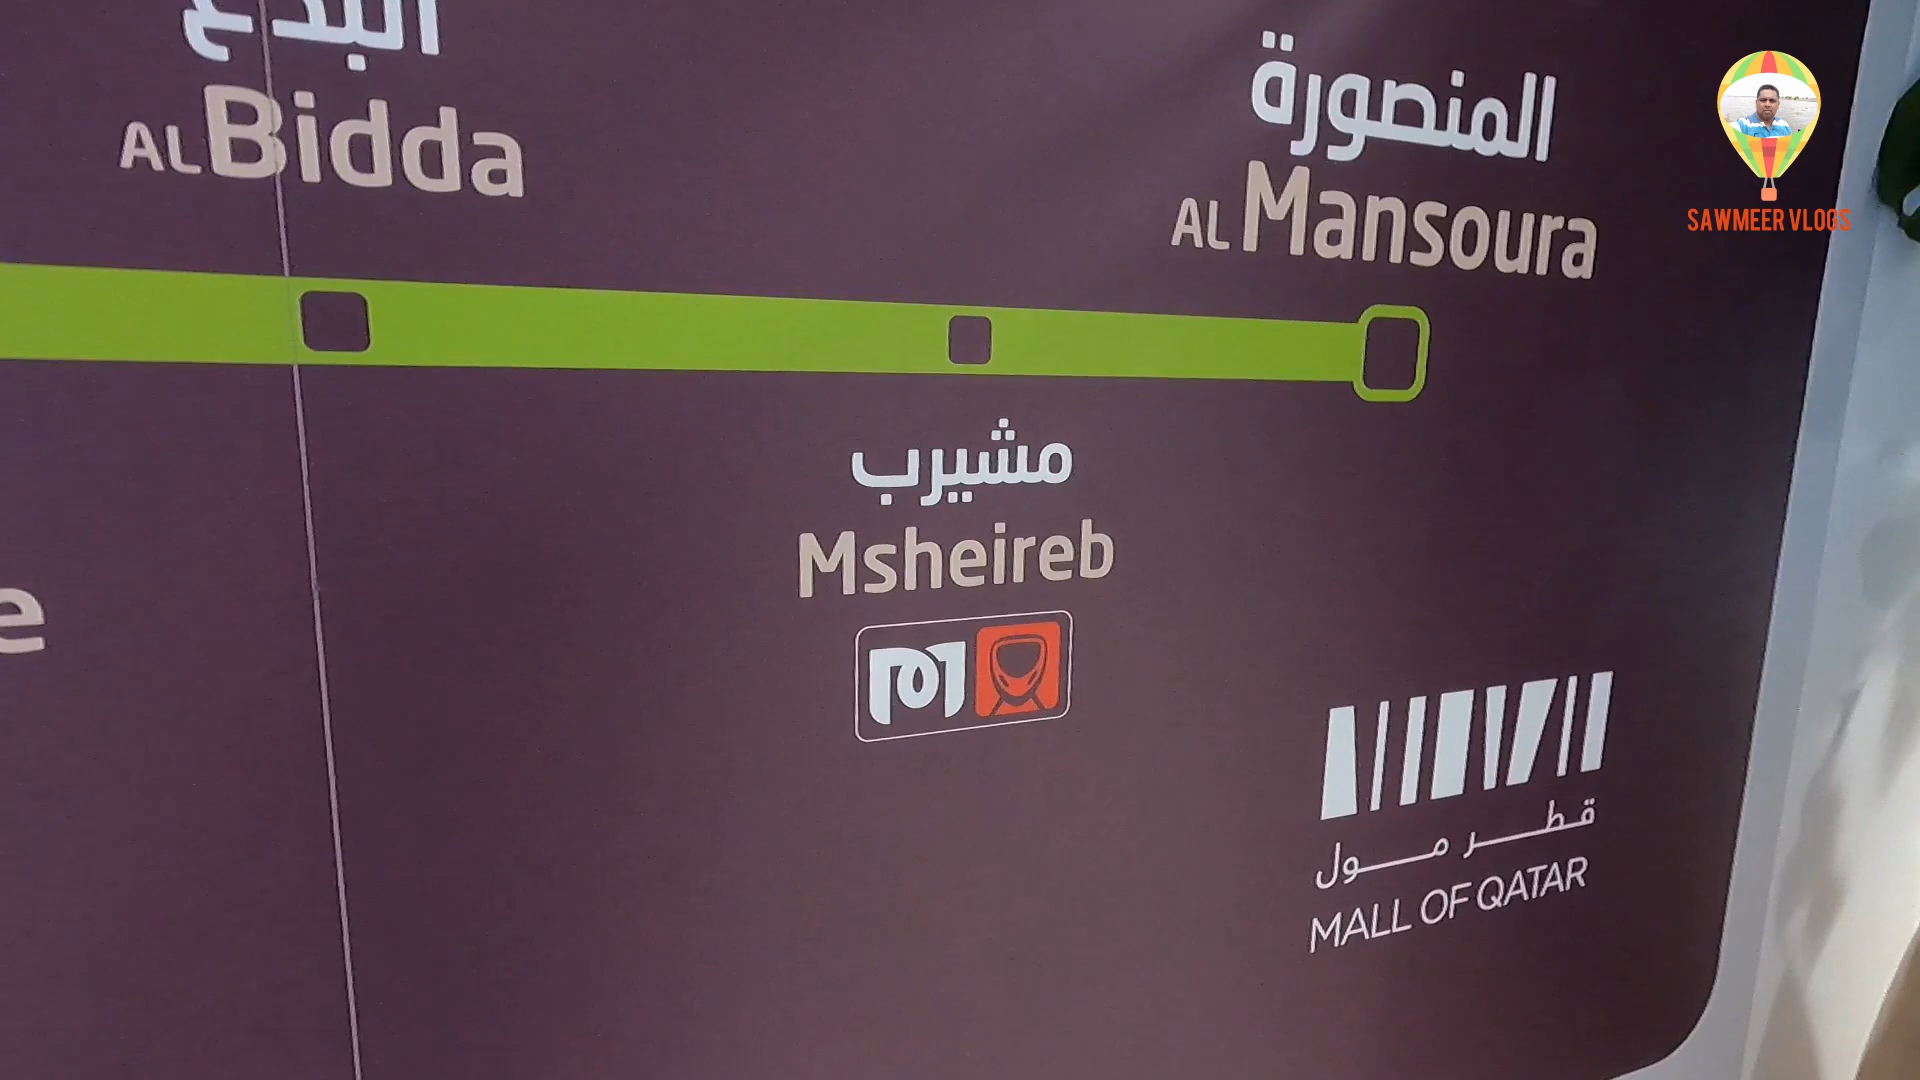 البدع
AL Bidda
المنصورة
AL Mansoura
SAWMEER VLOGS
مشيرب
Msheireb
قطر مول
MALL OF QATAR